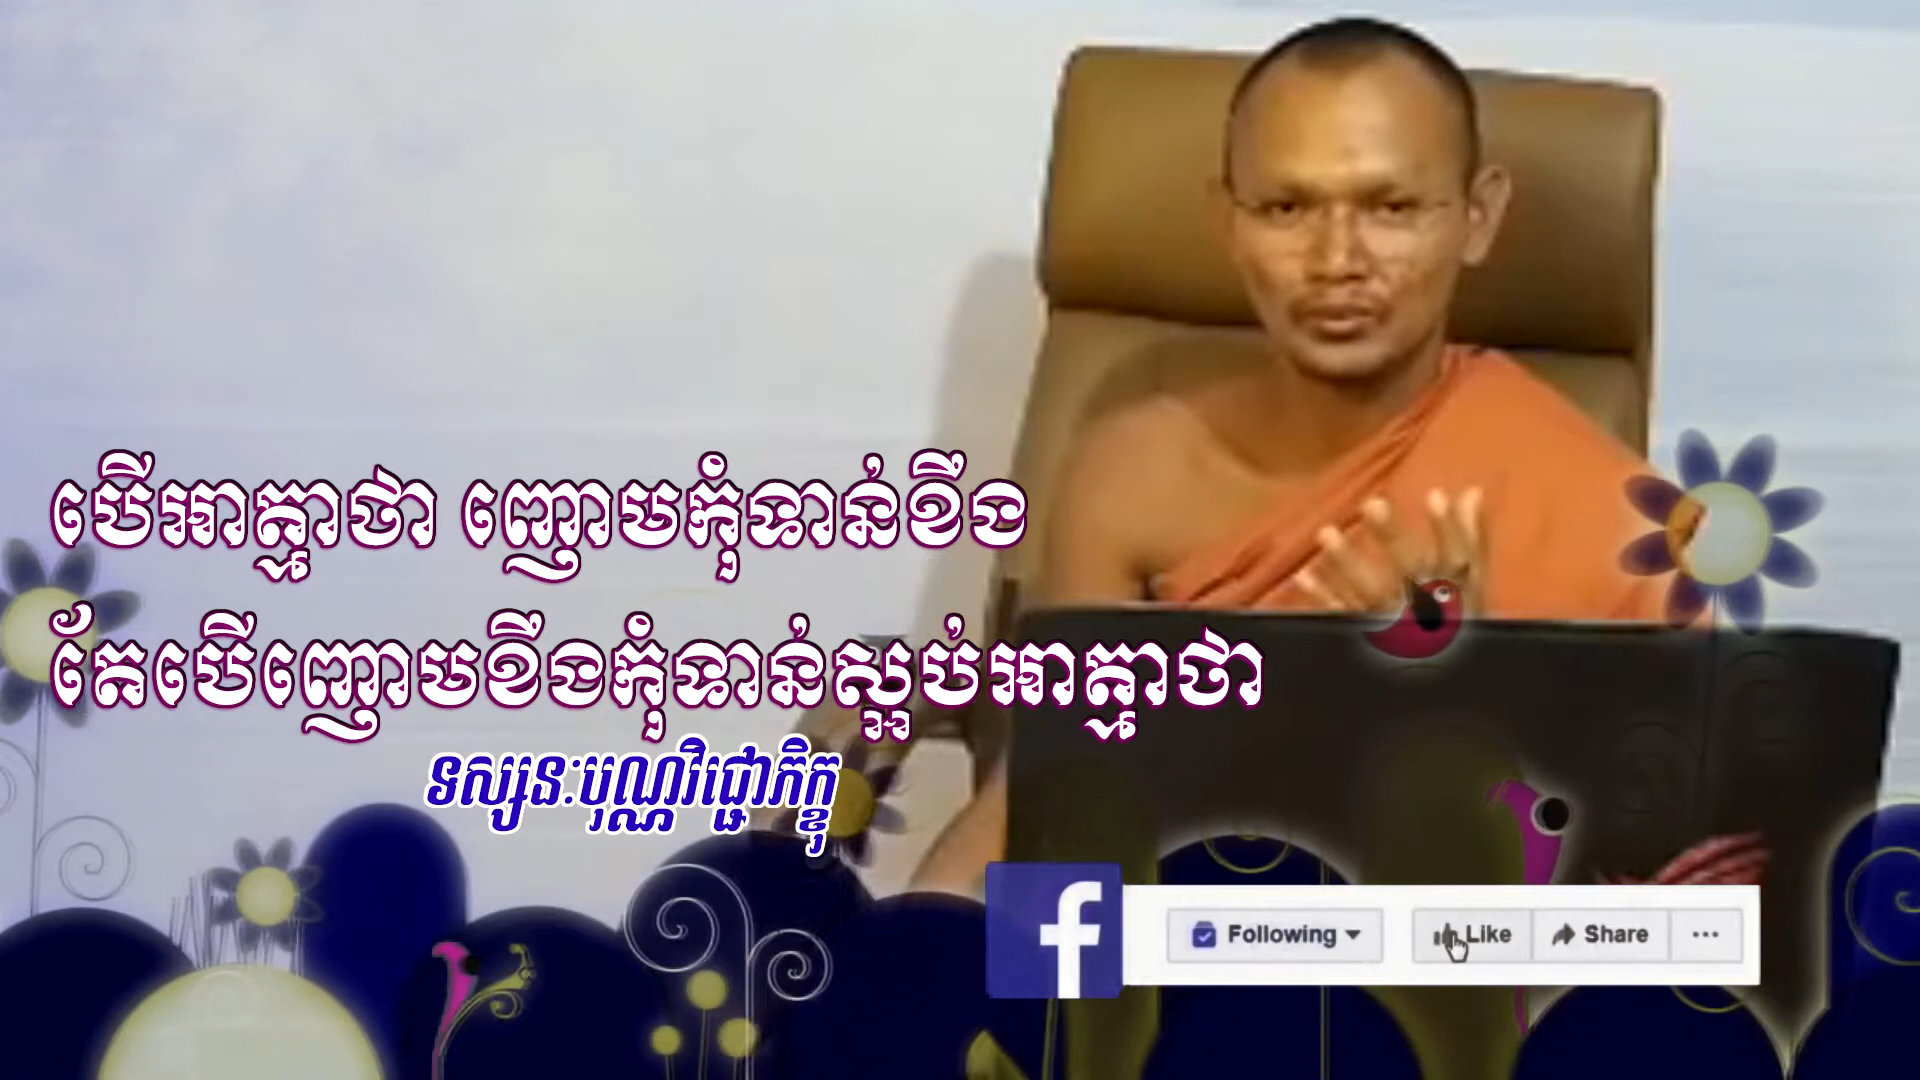 បើអាត្មាថា ញោមកុំទាន់ខឹង
តែបើញោមខឹងកុំទាន់ស្អប់អាត្មាថា
ទស្សនៈបុណ្ណវិជ្ជោភិក្ខុ
f Following Like Share ...